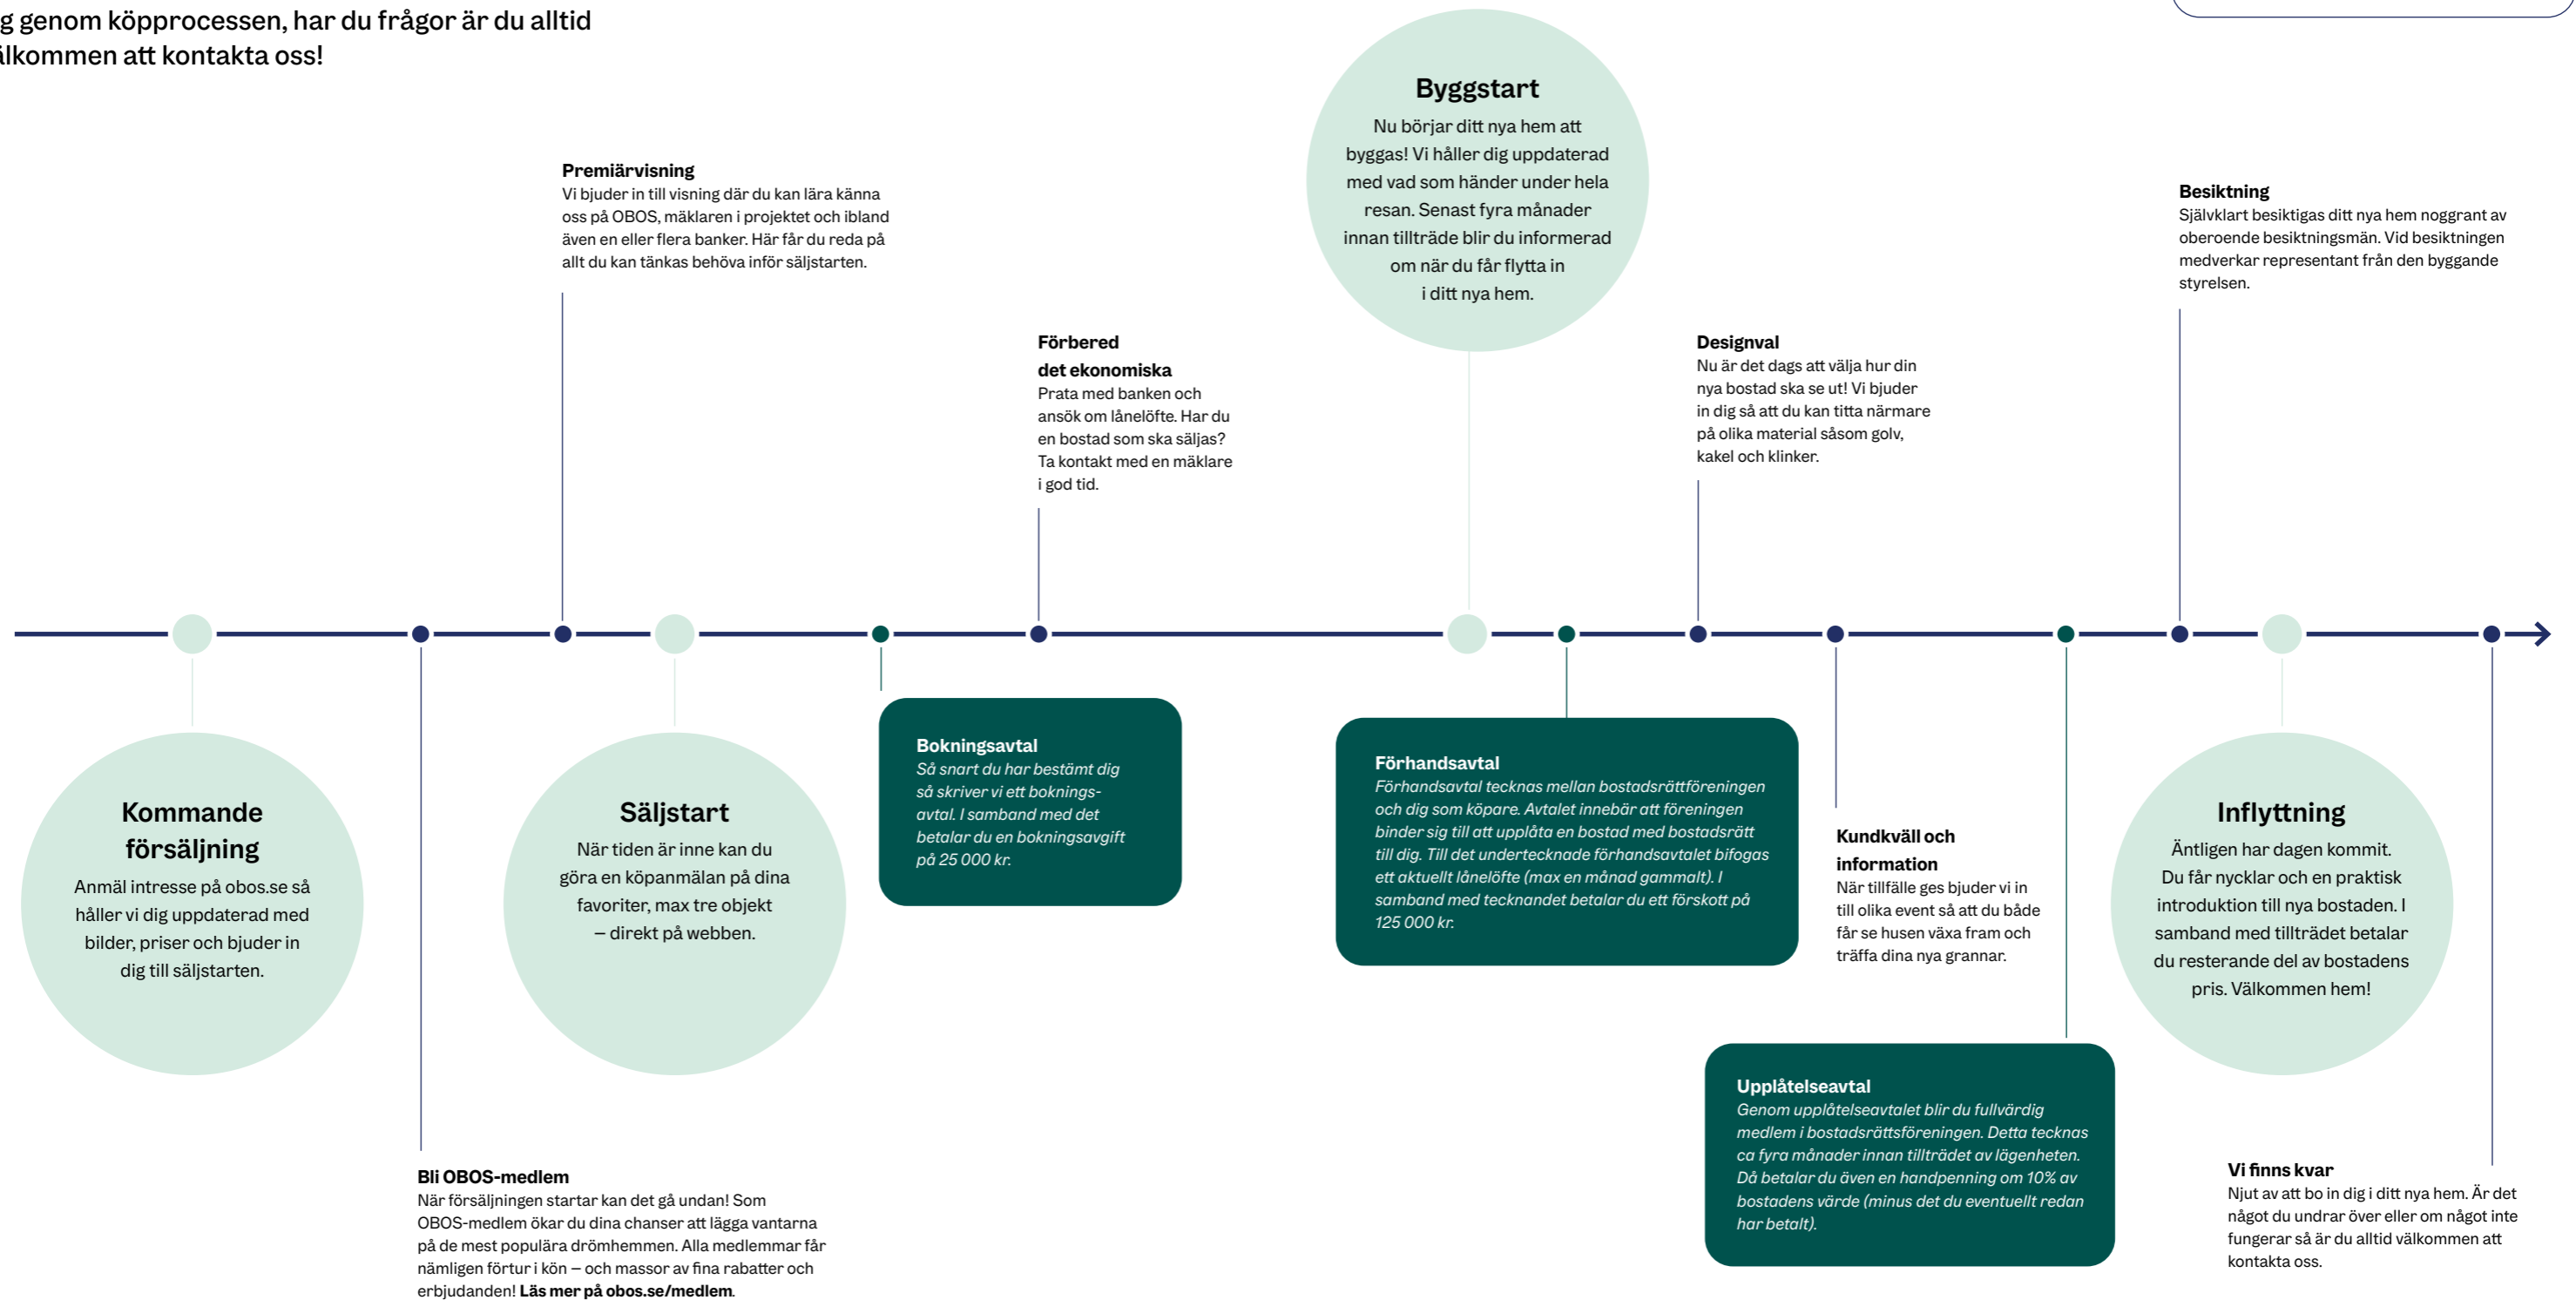 g genom köpprocessen, har du frågor är du alltid
älkommen att kontakta oss!
Byggstart
Nu börjar ditt nya hem att
byggas! Vi håller dig uppdaterad
med vad som händer under hela
resan. Senast fyra månader
innan tillträde blir du informerad
om när du får flytta in
i ditt nya hem.
Premiärvisning
Vi bjuder in till visning där du kan lära känna
oss på OBOS, mäklaren i projektet och ibland
även en eller flera banker. Här får du reda på
allt du kan tänkas behöva inför säljstarten.
Besiktning
Självklart besiktigas ditt nya hem noggrant av
oberoende besiktningsmän. Vid besiktningen
medverkar representant från den byggande
styrelsen.
Förbered
det ekonomiska
Prata med banken och
ansök om lånelöfte. Har du
en bostad som ska säljas?
Ta kontakt med en mäklare
i god tid.
Designval
Nu är det dags att välja hur din
nya bostad ska se ut! Vi bjuder
in dig så att du kan titta närmare
på olika material såsom golv,
kakel och klinker.
Kommande
försäljning
Anmäl intresse på obos.se så
håller vi dig uppdaterad med
bilder, priser och bjuder in
dig till säljstarten.
Säljstart
När tiden är inne kan du
göra en köpanmälan på dina
favoriter, max tre objekt
– direkt på webben.
Bokningsavtal
Så snart du har bestämt dig
så skriver vi ett boknings-
avtal. I samband med det
betalar du en bokningsavgift
på 25 000 kr.
Förhandsavtal
Förhandsavtal tecknas mellan bostadsrättföreningen
och dig som köpare. Avtalet innebär att föreningen
binder sig till att upplåta en bostad med bostadsrätt
till dig. Till det undertecknade förhandsavtalet bifogas
ett aktuellt lånelöfte (max en månad gammalt). I
samband med tecknandet betalar du ett förskott på
125 000 kr.
Kundkväll och
information
När tillfälle ges bjuder vi in
till olika event så att du både
får se husen växa fram och
träffa dina nya grannar.
Inflyttning
Äntligen har dagen kommit.
Du får nycklar och en praktisk
introduktion till nya bostaden. I
samband med tillträdet betalar
du resterande del av bostadens
pris. Välkommen hem!
Upplåtelseavtal
Genom upplåtelseavtalet blir du fullvärdig
medlem i bostadsrättsföreningen. Detta tecknas
ca fyra månader innan tillträdet av lägenheten.
Då betalar du även en handpenning om 10% av
bostadens värde (minus det du eventuellt redan
har betalt).
Bli OBOS-medlem
När försäljningen startar kan det gå undan! Som
OBOS-medlem ökar du dina chanser att lägga vantarna
på de mest populära drömhemmen. Alla medlemmar får
nämligen förtur i kön – och massor av fina rabatter och
erbjudanden! Läs mer på obos.se/medlem.
Vi finns kvar
Njut av att bo in dig i ditt nya hem. Är det
något du undrar över eller om något inte
fungerar så är du alltid välkommen att
kontakta oss.